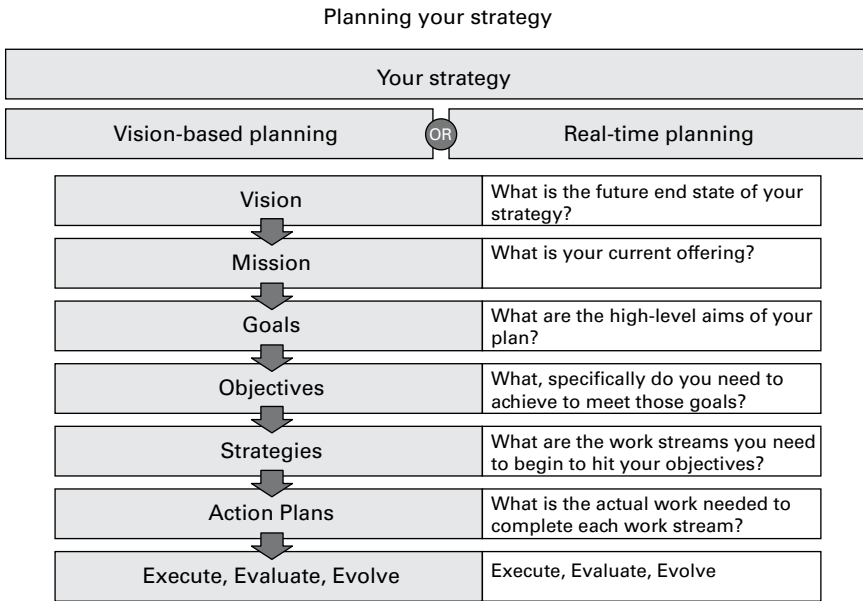 Planning your strategy
Your strategy
Vision-based planning
OR
Real-time planning
Vision
What is the future end state of your
strategy?
Mission
What is your current offering?
Goals
What are the high-level aims of your
plan?
Objectives
What, specifically do you need to
achieve to meet those goals?
Strategies
What are the work streams you need
to begin to hit your objectives?
Action Plans
What is the actual work needed to
complete each work stream?
Execute, Evaluate, Evolve
Execute, Evaluate, Evolve